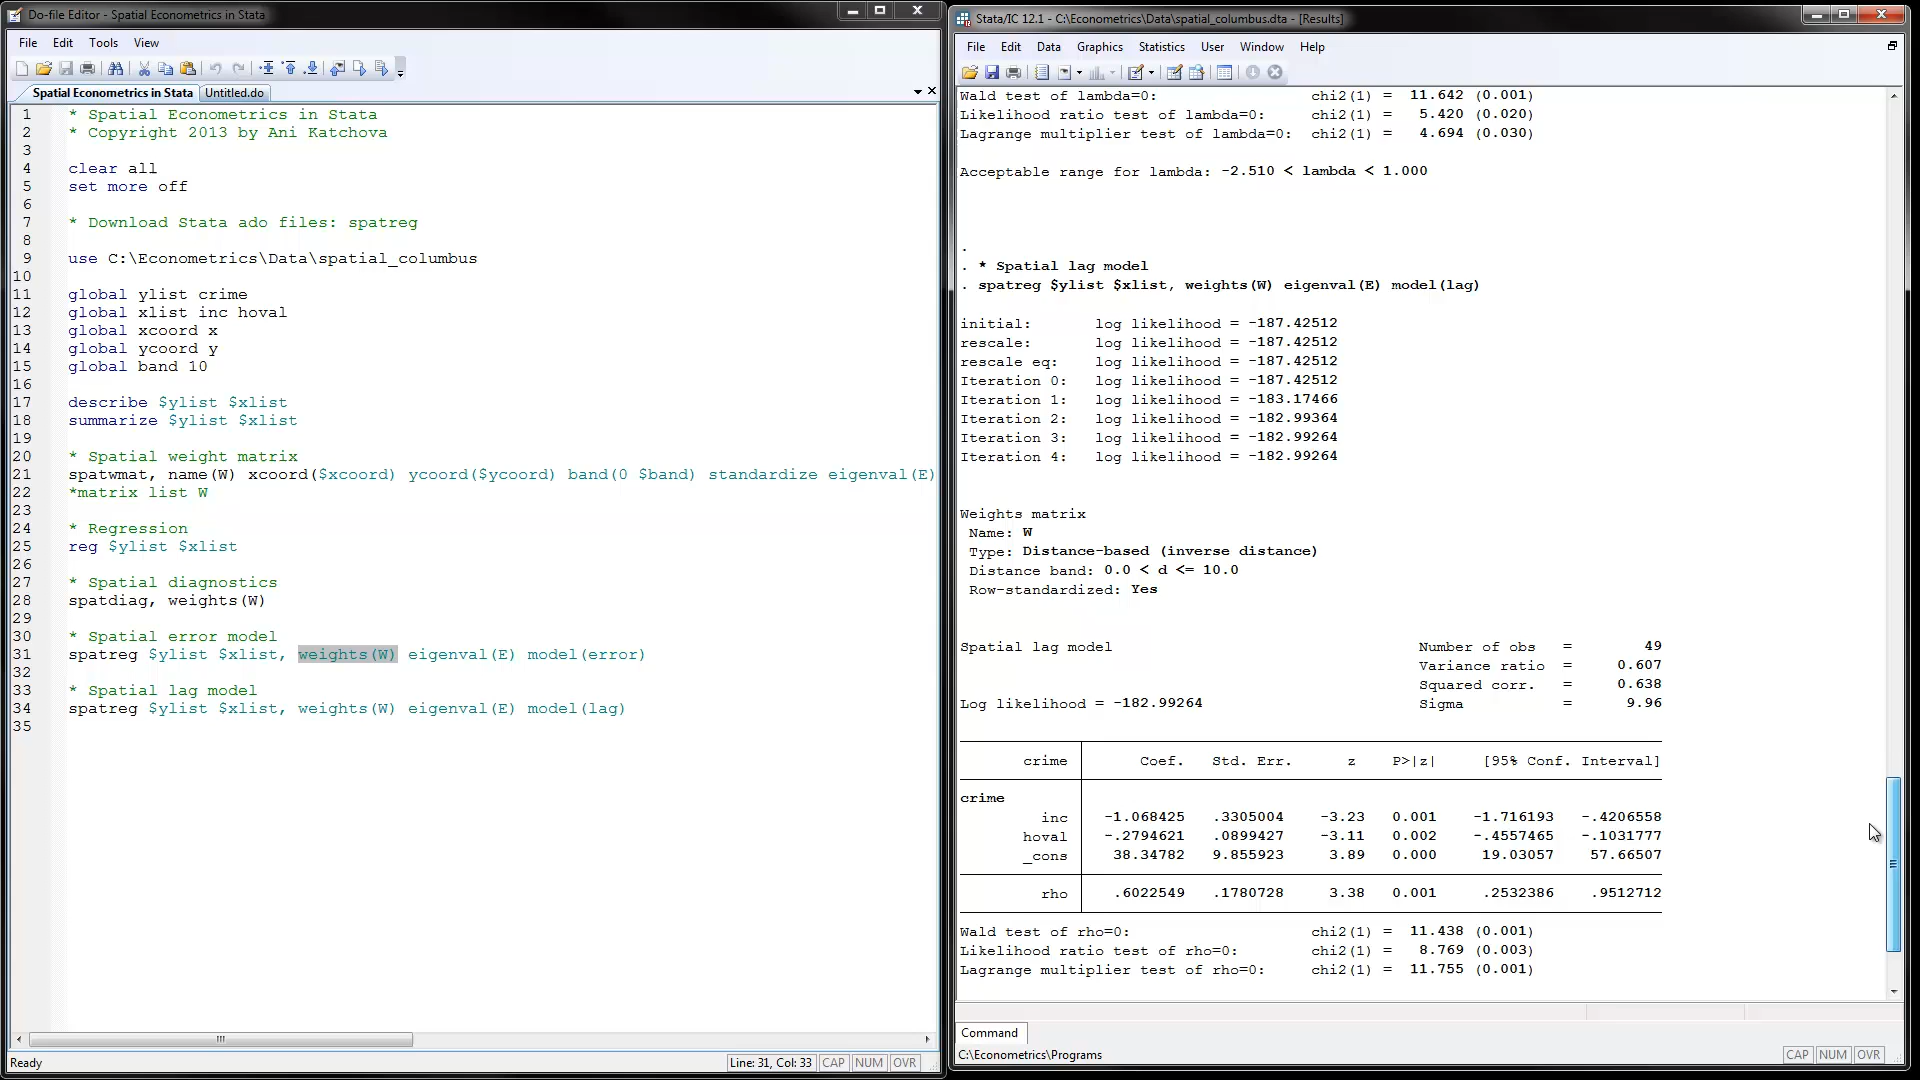 Do-file Editor - Spatial Econometrics in Stata
File Edit Tools View
Spatial Econometrics in Stata Untitled.do
1 * Spatial Econometrics in Stata
2 * Copyright 2013 by Ani Katchova
3
4 clear all
5 set more off
6
7 * Download Stata ado files: spatreg
8
9 use C:\Econometrics\Data\spatial_columbus
10
11 global ylist crime
12 global xlist inc hoval
13 global xcoord x
14 global ycoord y
15 global band 10
16
17 describe $ylist $xlist
18 summarize $ylist $xlist
19
20 * Spatial weight matrix
21 spatwmat, name(W) xcoord($xcoord) ycoord($ycoord) band(0 $band) standardize eigenval(E)
22 *matrix list W
23
24 * Regression
25 reg $ylist $xlist
26
27 * Spatial diagnostics
28 spatdiag, weights(W)
29
30 * Spatial error model
31 spatreg $ylist $xlist, weights(W) eigenval(E) model(error)
32
33 * Spatial lag model
34 spatreg $ylist $xlist, weights(W) eigenval(E) model(lag)
35
Ready Line: 31, Col: 33 CAP NUM OVR
Stata/IC 12.1 - C:\Econometrics\Data\spatial_columbus.dta - [Results]
File Edit Data Graphics Statistics User Window Help
Wald test of lambda=0: chi2(1) = 11.642 (0.001)
Likelihood ratio test of lambda=0: chi2(1) = 5.420 (0.020)
Lagrange multiplier test of lambda=0: chi2(1) = 4.694 (0.030)
Acceptable range for lambda: -2.510 < lambda < 1.000
.
. * Spatial lag model
. spatreg $ylist $xlist, weights(W) eigenval(E) model(lag)
initial: log likelihood = -187.42512
rescale: log likelihood = -187.42512
rescale eq: log likelihood = -187.42512
Iteration 0: log likelihood = -187.42512
Iteration 1: log likelihood = -183.17466
Iteration 2: log likelihood = -182.99364
Iteration 3: log likelihood = -182.99264
Iteration 4: log likelihood = -182.99264
Weights matrix
Name: W
Type: Distance-based (inverse distance)
Distance band: 0.0 < d <= 10.0
Row-standardized: Yes
Spatial lag model Number of obs = 49
Variance ratio = 0.607
Squared corr. = 0.638
Log likelihood = -182.99264 Sigma = 9.96
crime Coef. Std. Err. z P>|z| [95% Conf. Interval]
crime
inc -1.068425 .3305004 -3.23 0.001 -1.716193 -.4206558
hoval -.2794621 .0899427 -3.11 0.002 -.4557465 -.1031777
_cons 38.34782 9.855923 3.89 0.000 19.03057 57.66507
rho .6022549 .1780728 3.38 0.001 .2532386 .9512712
Wald test of rho=0: chi2(1) = 11.438 (0.001)
Likelihood ratio test of rho=0: chi2(1) = 8.769 (0.003)
Lagrange multiplier test of rho=0: chi2(1) = 11.755 (0.001)
Command
C:\Econometrics\Programs CAP NUM OVR